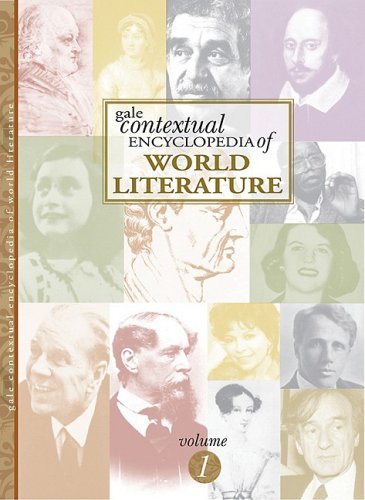 gale
contextual
ENCYCLOPEDIA of
WORLD
LITERATURE
gale contextual encyclopedia of world literature
volume
1